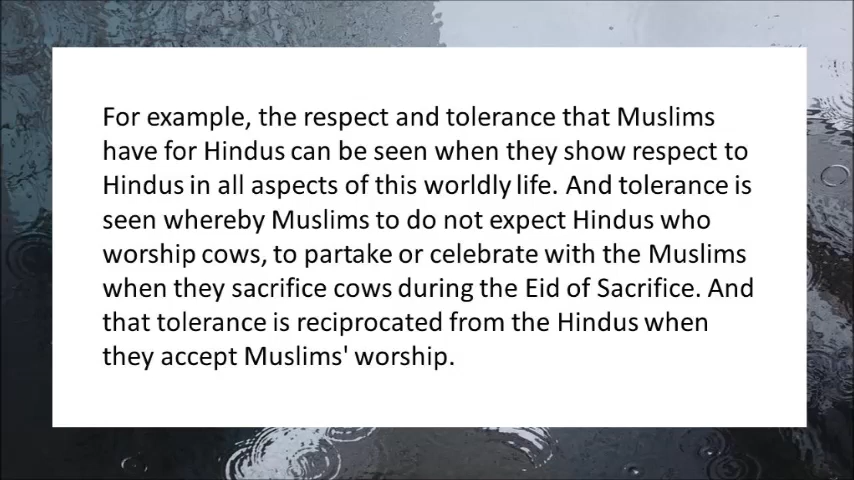 For example, the respect and tolerance that Muslims
have for Hindus can be seen when they show respect to
Hindus in all aspects of this worldly life. And tolerance is
seen whereby Muslims to do not expect Hindus who
worship cows, to partake or celebrate with the Muslims
when they sacrifice cows during the Eid of Sacrifice. And
that tolerance is reciprocated from the Hindus when
they accept Muslims' worship.